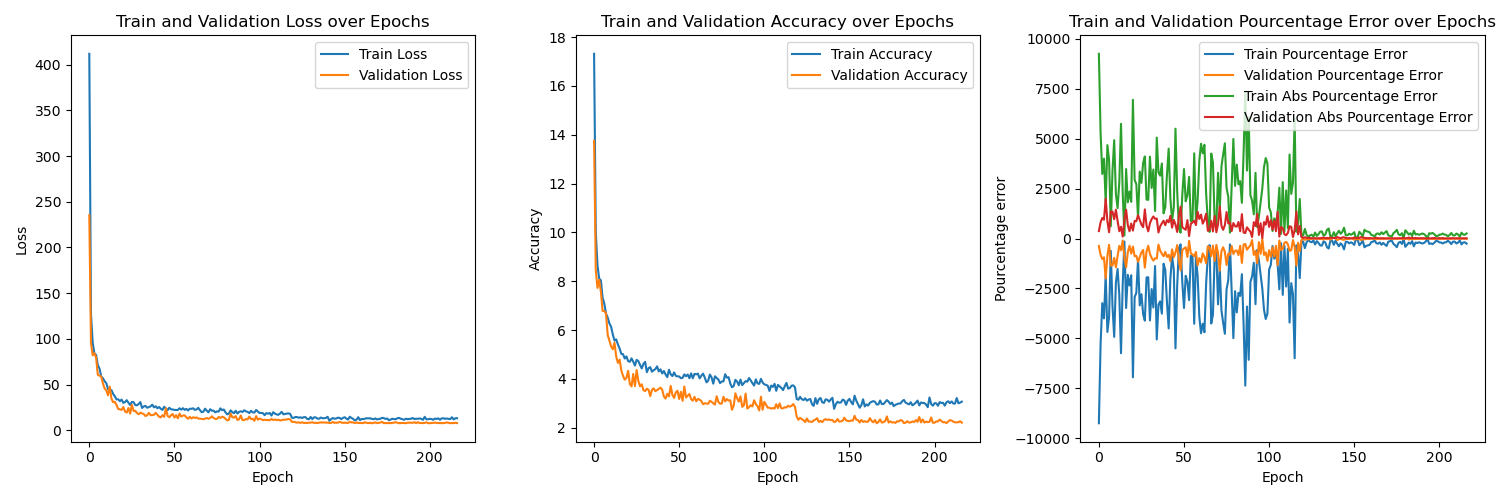 Train and Validation Loss over Epochs
Train Loss
Validation Loss
400
350
300
250
200
150
100
50
0
Loss
0 50 100 150 200
Epoch
Train and Validation Accuracy over Epochs
Train Accuracy
Validation Accuracy
18
16
14
12
10
8
6
4
2
Accuracy
0 50 100 150 200
Epoch
Train and Validation Pourcentage Error over Epochs
Train Pourcentage Error
Validation Pourcentage Error
Train Abs Pourcentage Error
Validation Abs Pourcentage Error
10000
7500
5000
2500
0
−2500
−5000
−7500
−10000
Pourcentage error
0 50 100 150 200
Epoch